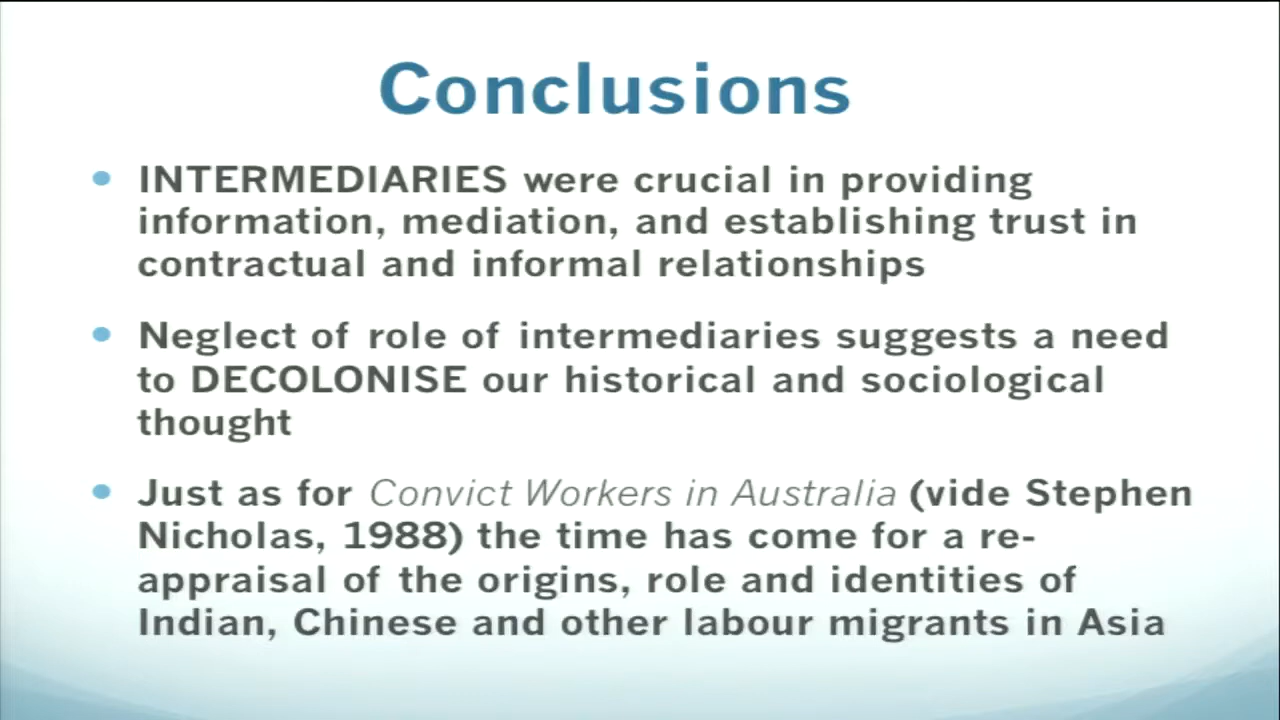 Conclusions
INTERMEDIARIES were crucial in providing
information, mediation, and establishing trust in
contractual and informal relationships
Neglect of role of intermediaries suggests a need
to DECOLONISE our historical and sociological
thought
Just as for Convict Workers in Australia (vide Stephen
Nicholas, 1988) the time has come for a re-
appraisal of the origins, role and identities of
Indian, Chinese and other labour migrants in Asia